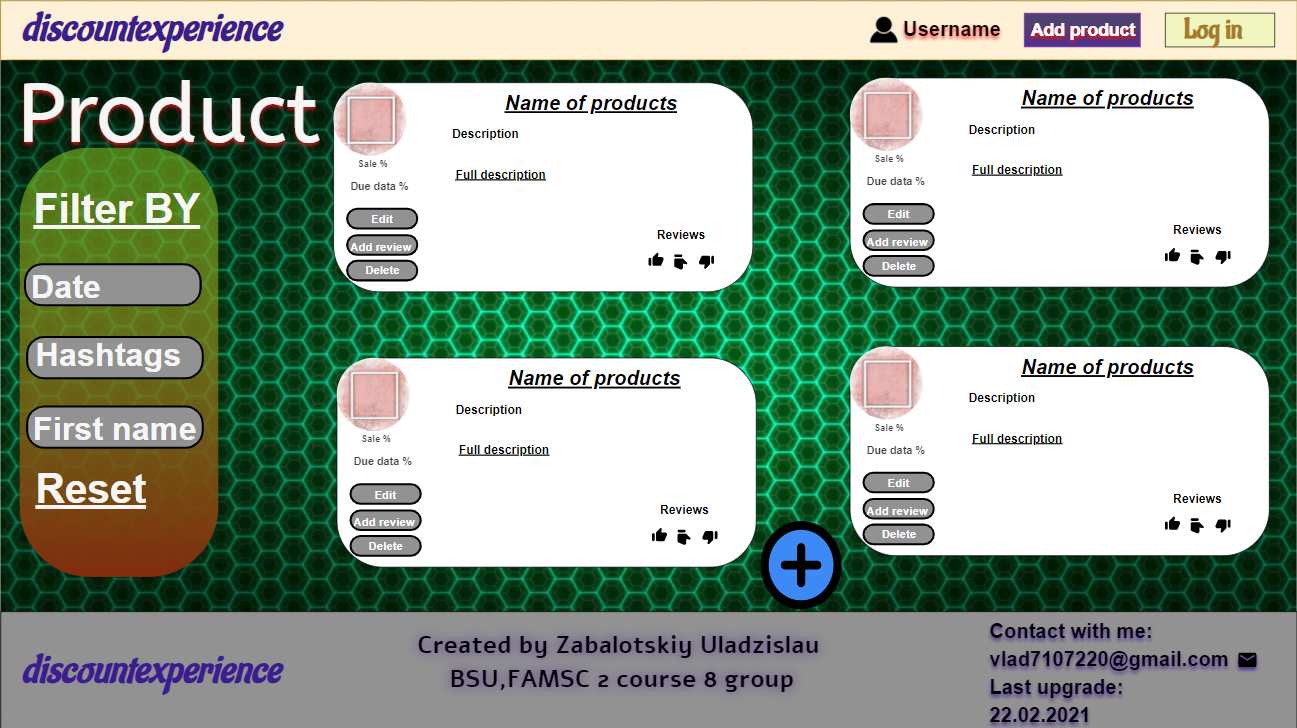 discountexperience
Username
Add product
Log in
Product
Filter BY
Date
Hashtags
First name
Reset
Name of products
Description
Full description
Sale %
Due data %
Edit
Add review
Delete
Reviews
Name of products
Description
Full description
Sale %
Due data %
Edit
Add review
Delete
Reviews
Name of products
Description
Full description
Sale %
Due data %
Edit
Add review
Delete
Reviews
Name of products
Description
Full description
Sale %
Due data %
Edit
Add review
Delete
Reviews
discountexperience
Created by Zabalotskiy Uladzislau
BSU,FAMSC 2 course 8 group
Contact with me:
vlad7107220@gmail.com
Last upgrade:
22.02.2021